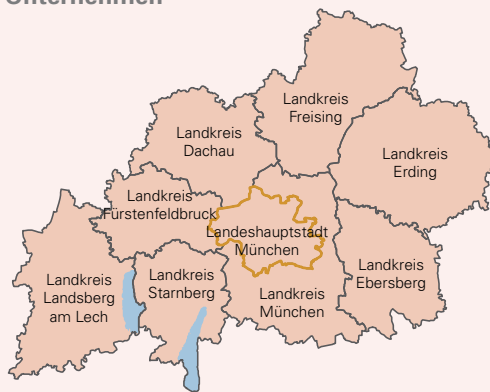 Unternehmen
Landkreis
Freising
Landkreis
Dachau
Landkreis
Erding
Landkreis
Fürstenfeldbruck
Landeshauptstadt
München
Landkreis
Landsberg
am Lech
Landkreis
Starnberg
Landkreis
München
Landkreis
Ebersberg